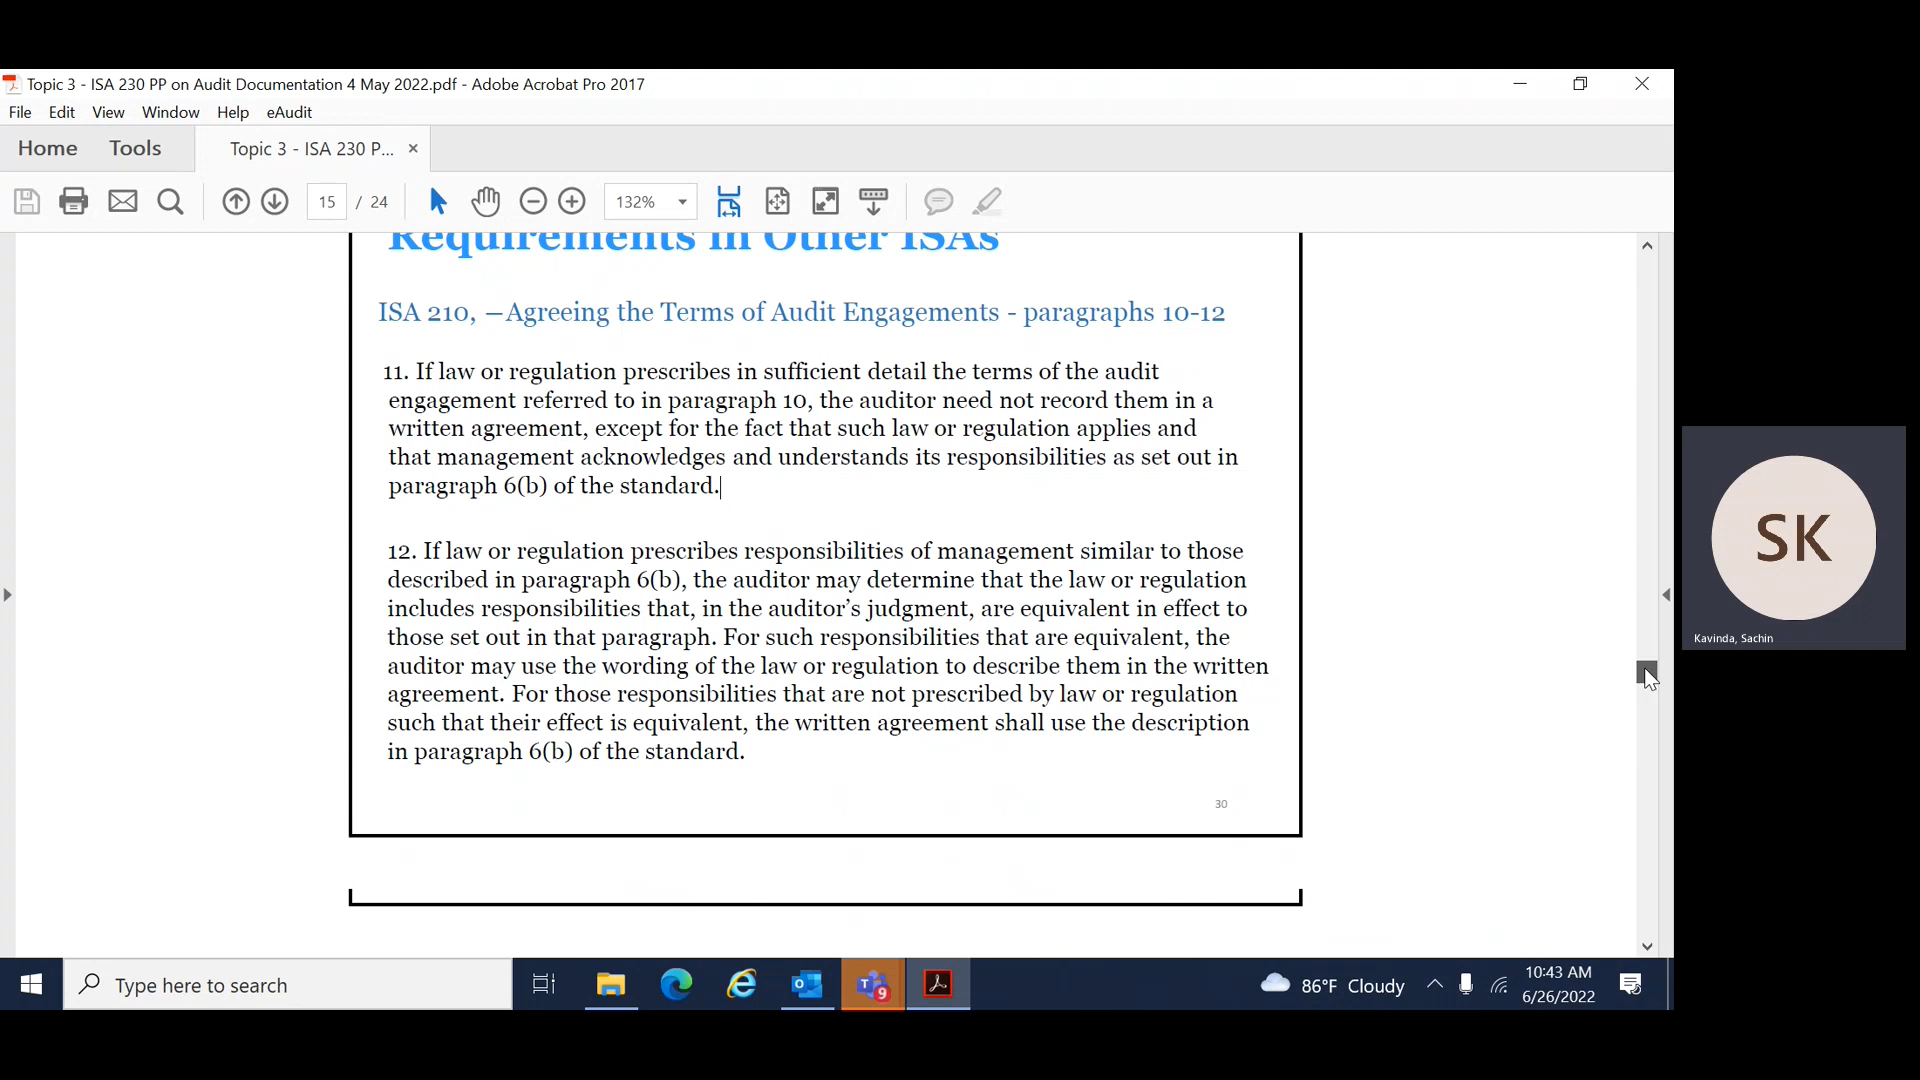 Topic 3 - ISA 230 PP on Audit Documentation 4 May 2022.pdf - Adobe Acrobat Pro 2017
File Edit View Window Help eAudit
Home Tools Topic 3 - ISA 230 P... ×
15 / 24 132%
Requirements in Other ISAs
ISA 210, —Agreeing the Terms of Audit Engagements - paragraphs 10-12
11. If law or regulation prescribes in sufficient detail the terms of the audit
engagement referred to in paragraph 10, the auditor need not record them in a
written agreement, except for the fact that such law or regulation applies and
that management acknowledges and understands its responsibilities as set out in
paragraph 6(b) of the standard.
12. If law or regulation prescribes responsibilities of management similar to those
described in paragraph 6(b), the auditor may determine that the law or regulation
includes responsibilities that, in the auditor’s judgment, are equivalent in effect to
those set out in that paragraph. For such responsibilities that are equivalent, the
auditor may use the wording of the law or regulation to describe them in the written
agreement. For those responsibilities that are not prescribed by law or regulation
such that their effect is equivalent, the written agreement shall use the description
in paragraph 6(b) of the standard.
30
SK
Kavinda, Sachin
Type here to search
9
86°F Cloudy
10:43 AM
6/26/2022